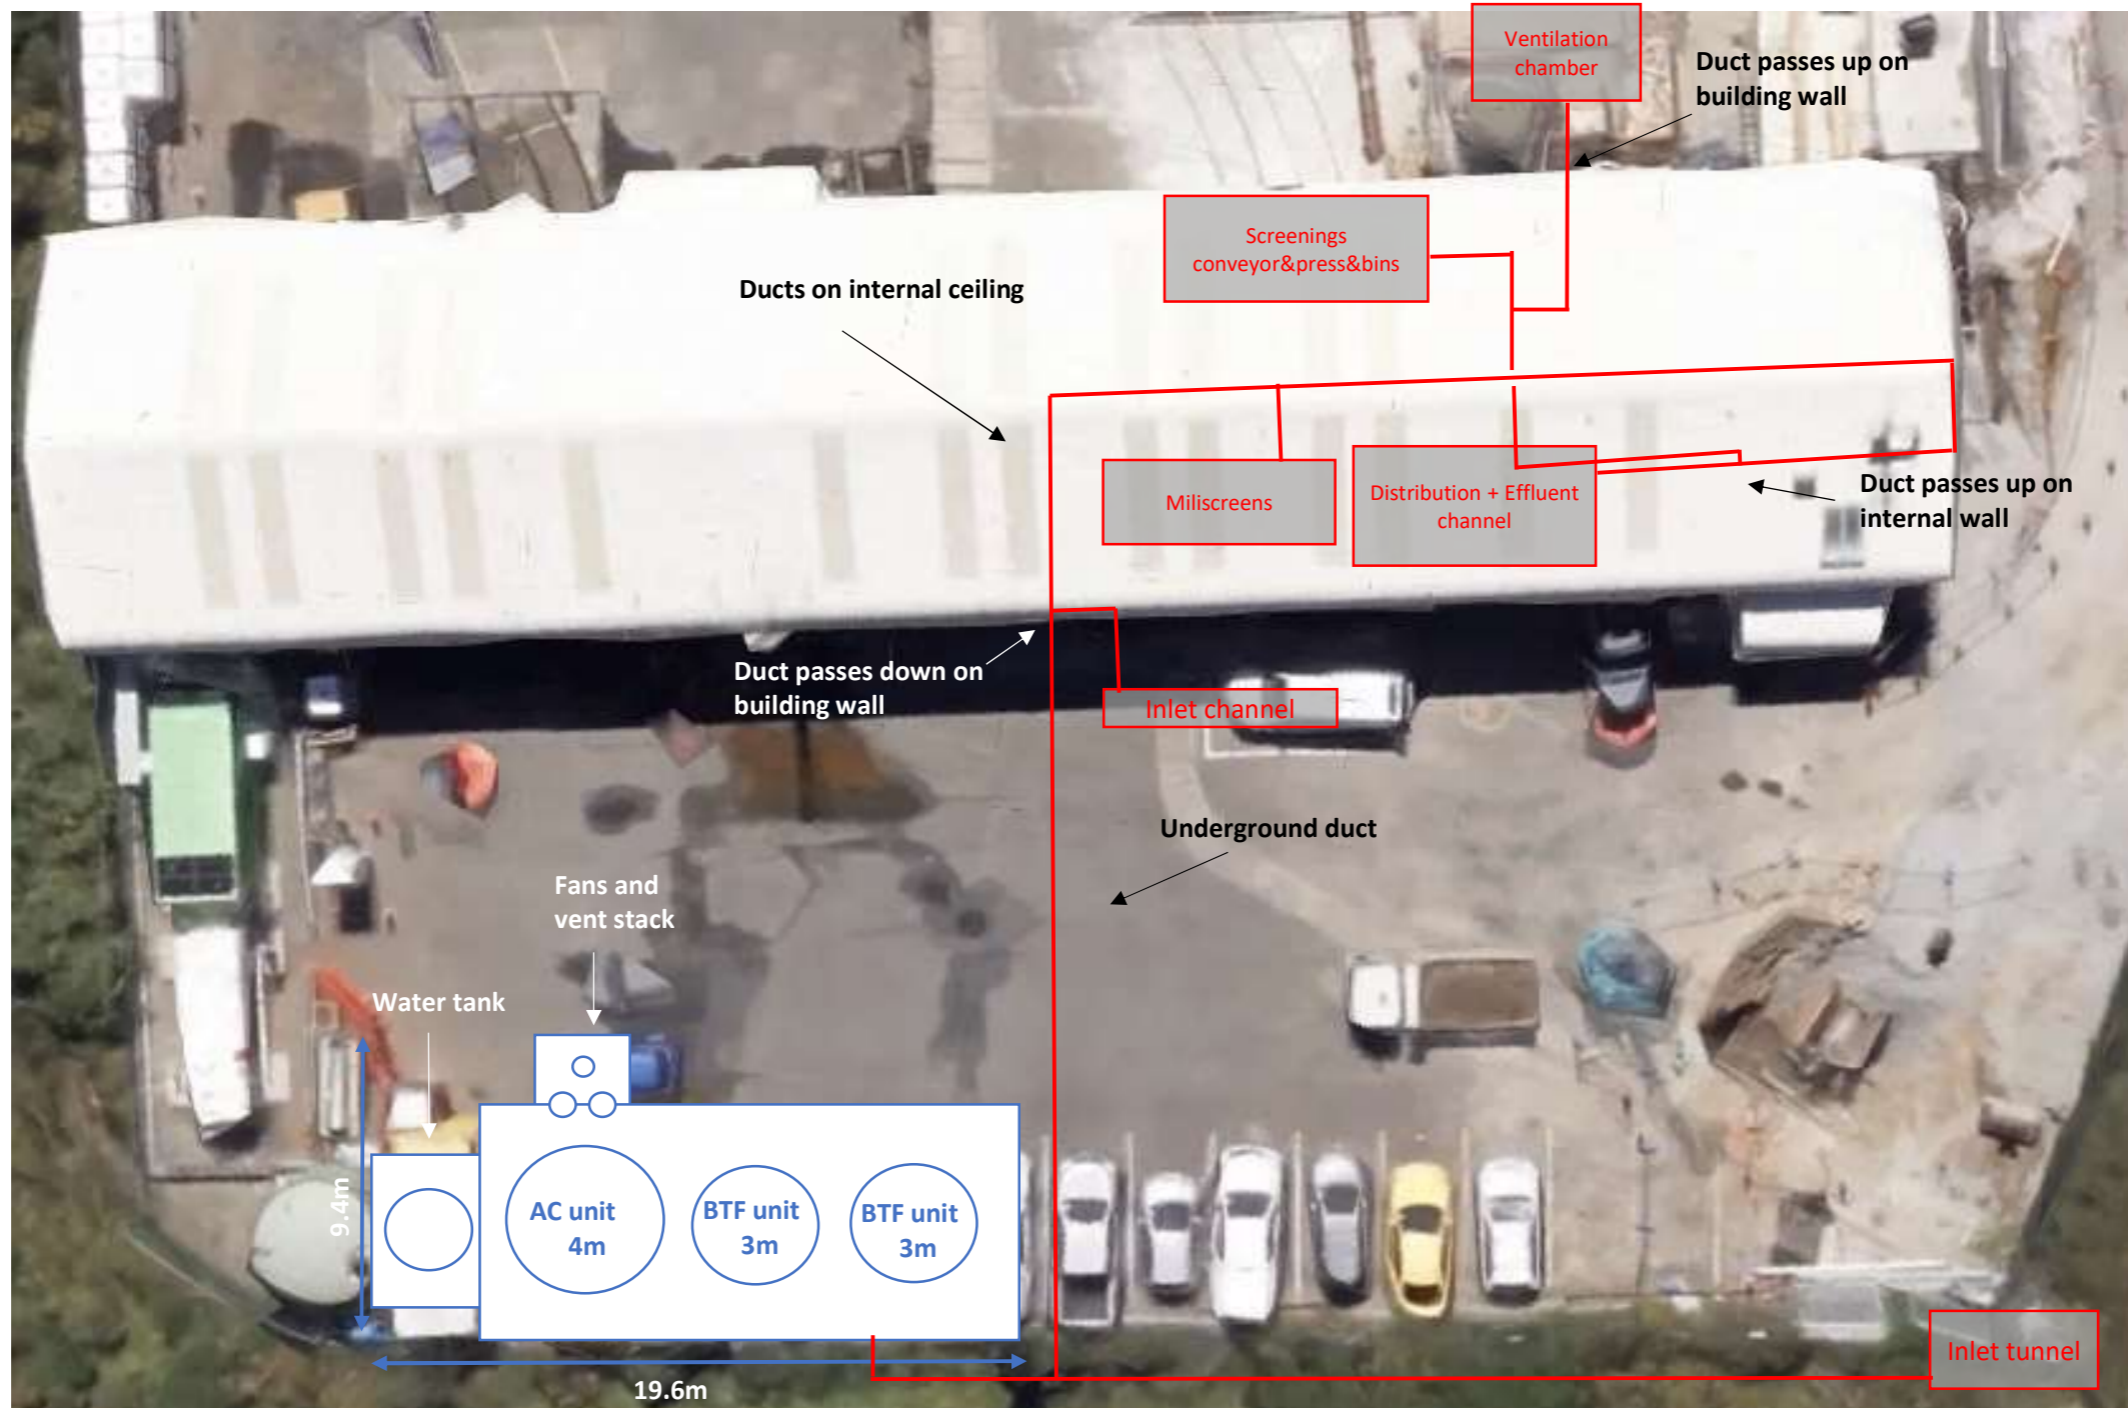 Ventilation
chamber
Duct passes up on
building wall
Screenings
conveyor&press&bins
Ducts on internal ceiling
Miliscreens
Distribution + Effluent
channel
Duct passes up on
internal wall
Duct passes down on
building wall
Inlet channel
Underground duct
Fans and
vent stack
Water tank
9.4m
AC unit
4m
BTF unit
3m
BTF unit
3m
19.6m
Inlet tunnel